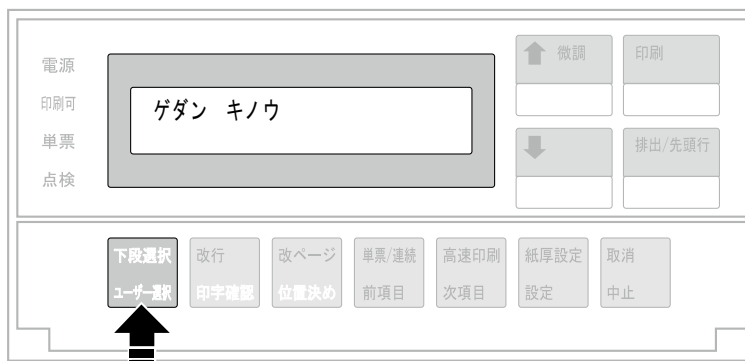 電源
印刷可
単票
点検
ゲダン キノウ
微調
印刷
排出/先頭行
下段選択
ユーザー選択
改行
印字確認
改ページ
位置決め
単票/連続
前項目
高速印刷
次項目
紙厚設定
設定
取消
中止